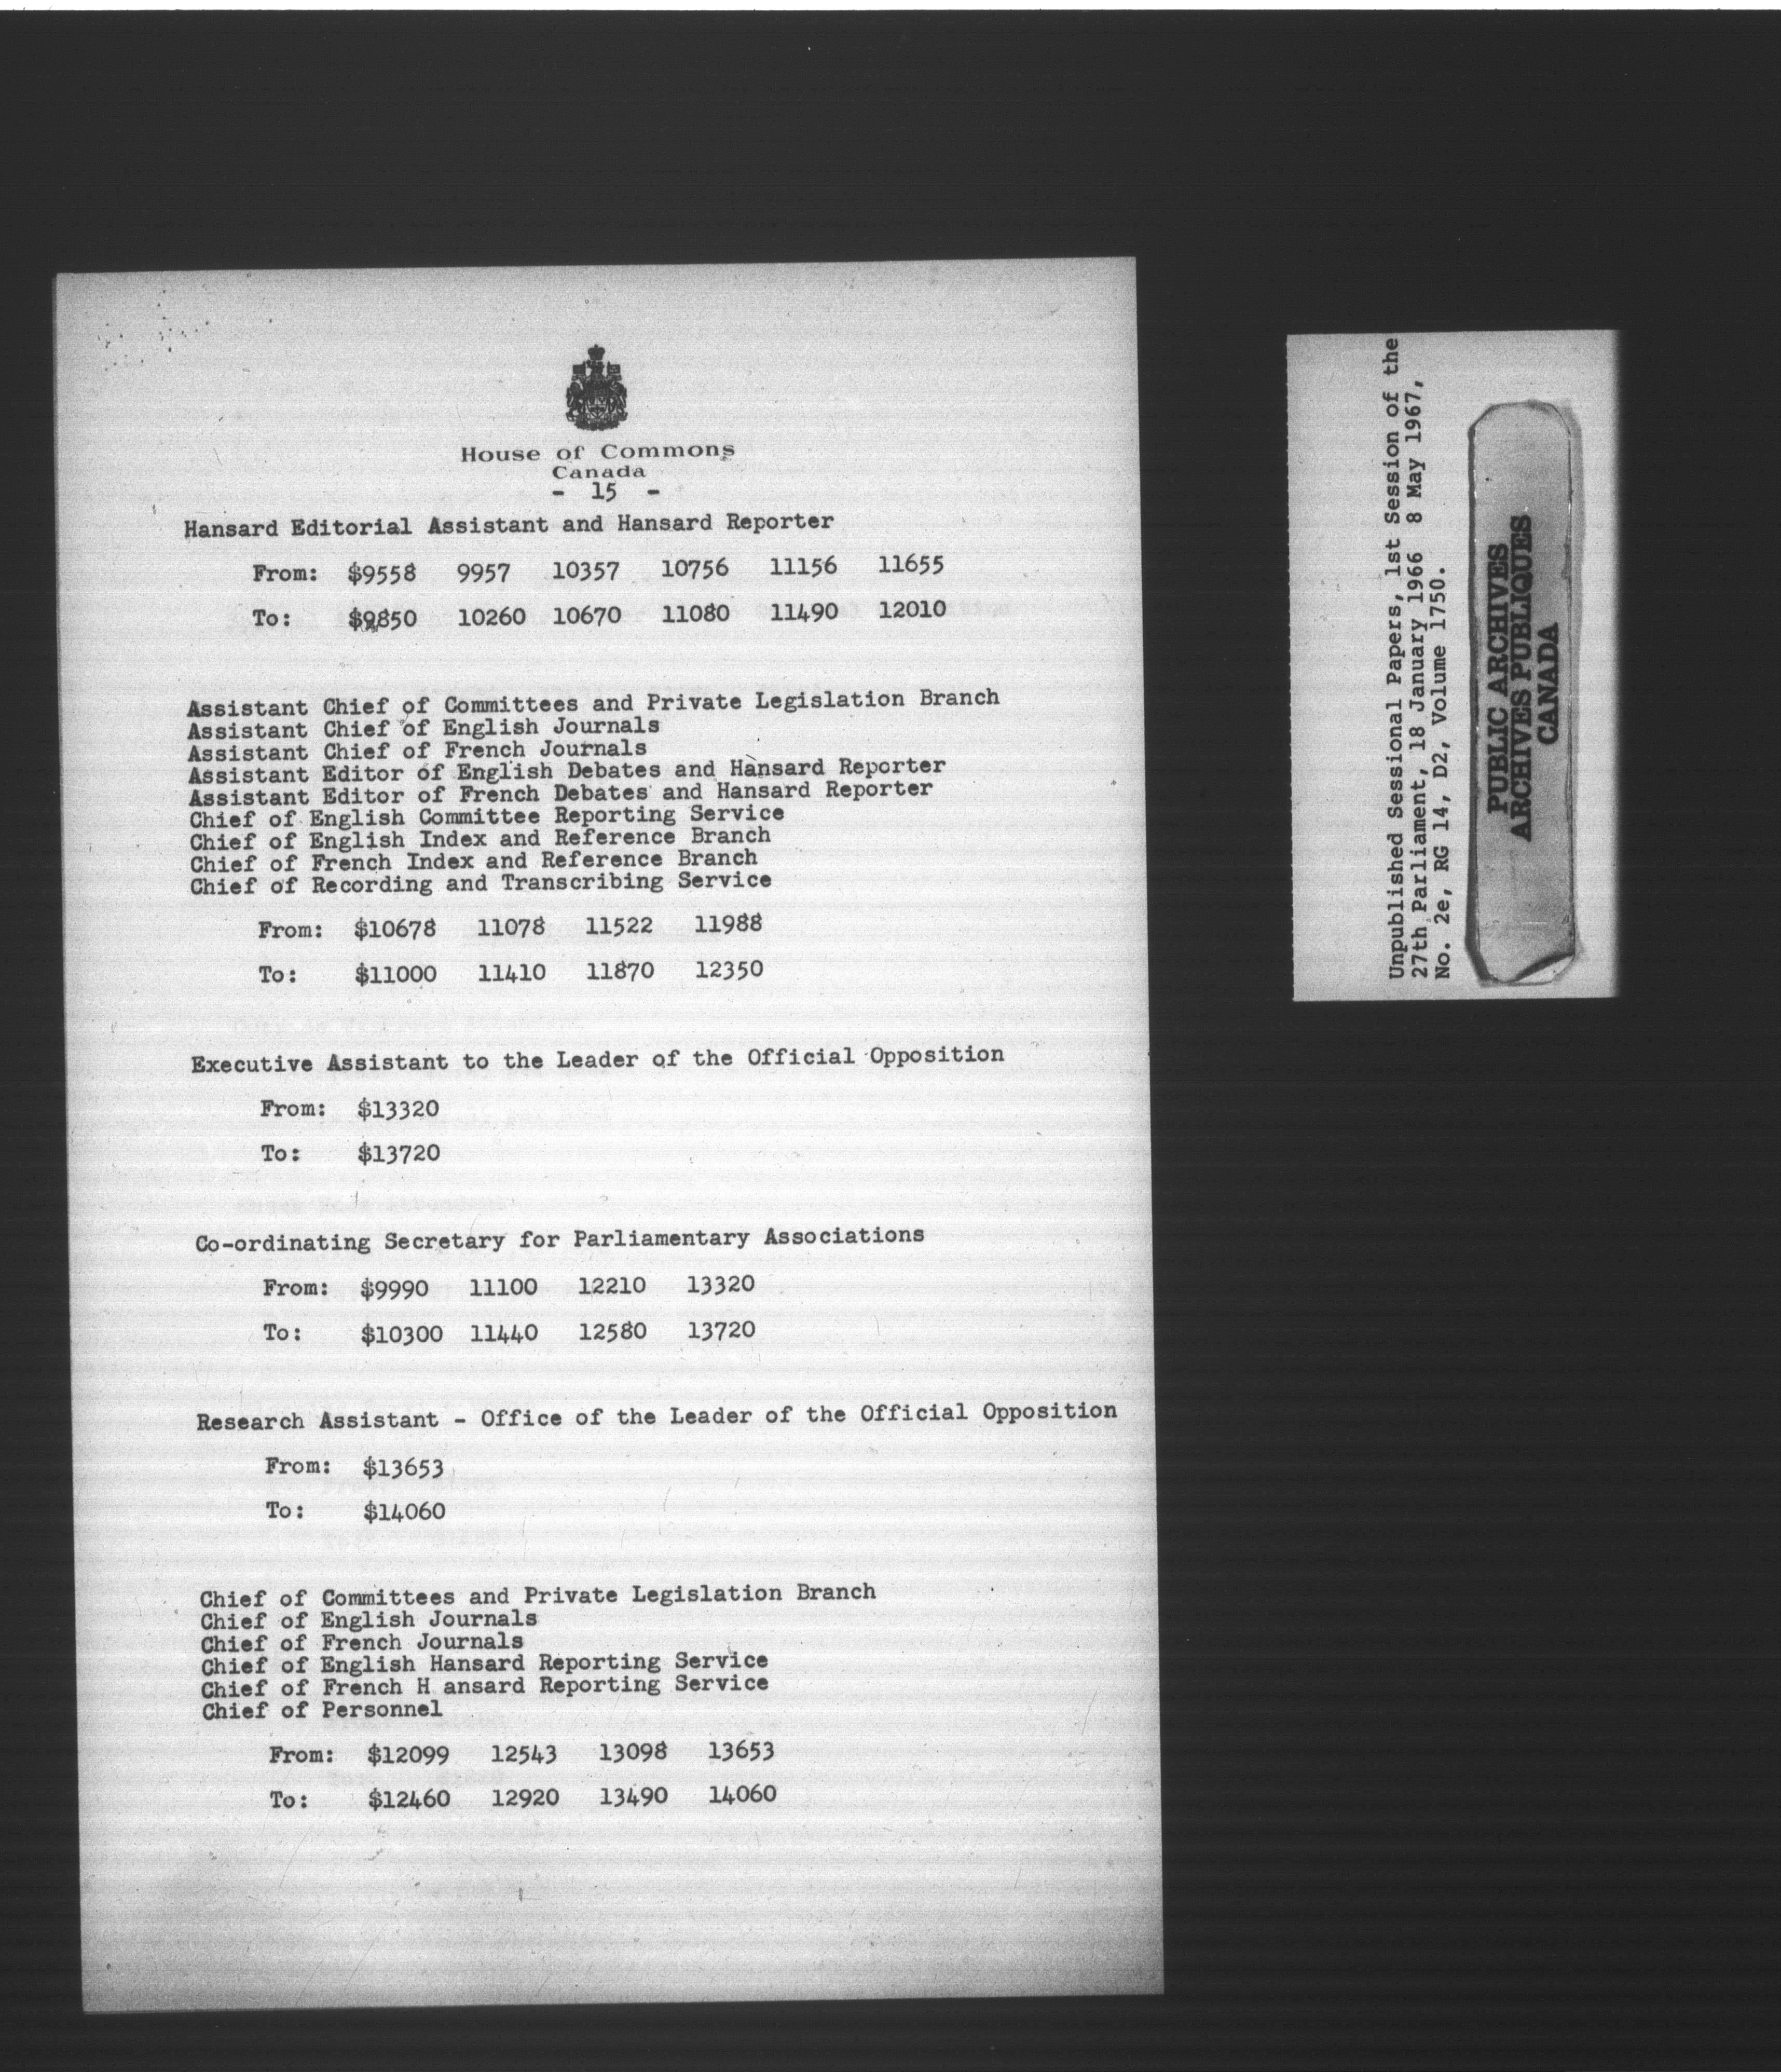 House of Commons
Canada
- 15 -
Hansard Editorial Assistant and Hansard Reporter
From: $9558 9957 10357 10756 11156 11655
To: $9850 10260 10670 11080 11490 12010
Assistant Chief of Committees and Private Legislation Branch
Assistant Chief of English Journals
Assistant Chief of French Journals
Assistant Editor of English Debates and Hansard Reporter
Assistant Editor of French Debates and Hansard Reporter
Chief of English Committee Reporting Service
Chief of English Index and Reference Branch
Chief of French Index and Reference Branch
Chief of Recording and Transcribing Service
From: $10678 11078 11522 11988
To: $11000 11410 11870 12350
Executive Assistant to the Leader of the Official Opposition
From: $13320
To: $13720
Co-ordinating Secretary for Parliamentary Associations
From: $9990 11100 12210 13320
To: $10300 11440 12580 13720
Research Assistant - Office of the Leader of the Official Opposition
From: $13653
To: $14060
Chief of Committees and Private Legislation Branch
Chief of English Journals
Chief of French Journals
Chief of English Hansard Reporting Service
Chief of French H ansard Reporting Service
Chief of Personnel
From: $12099 12543 13098 13653
To: $12460 12920 13490 14060
Unpublished Sessional Papers, 1st Session of the
27th Parliament, 18 January 1966 8 May 1967,
No. 2e, RG 14, D2, Volume 1750.
PUBLIC ARCHIVES
ARCHIVES PUBLIQUES
CANADA